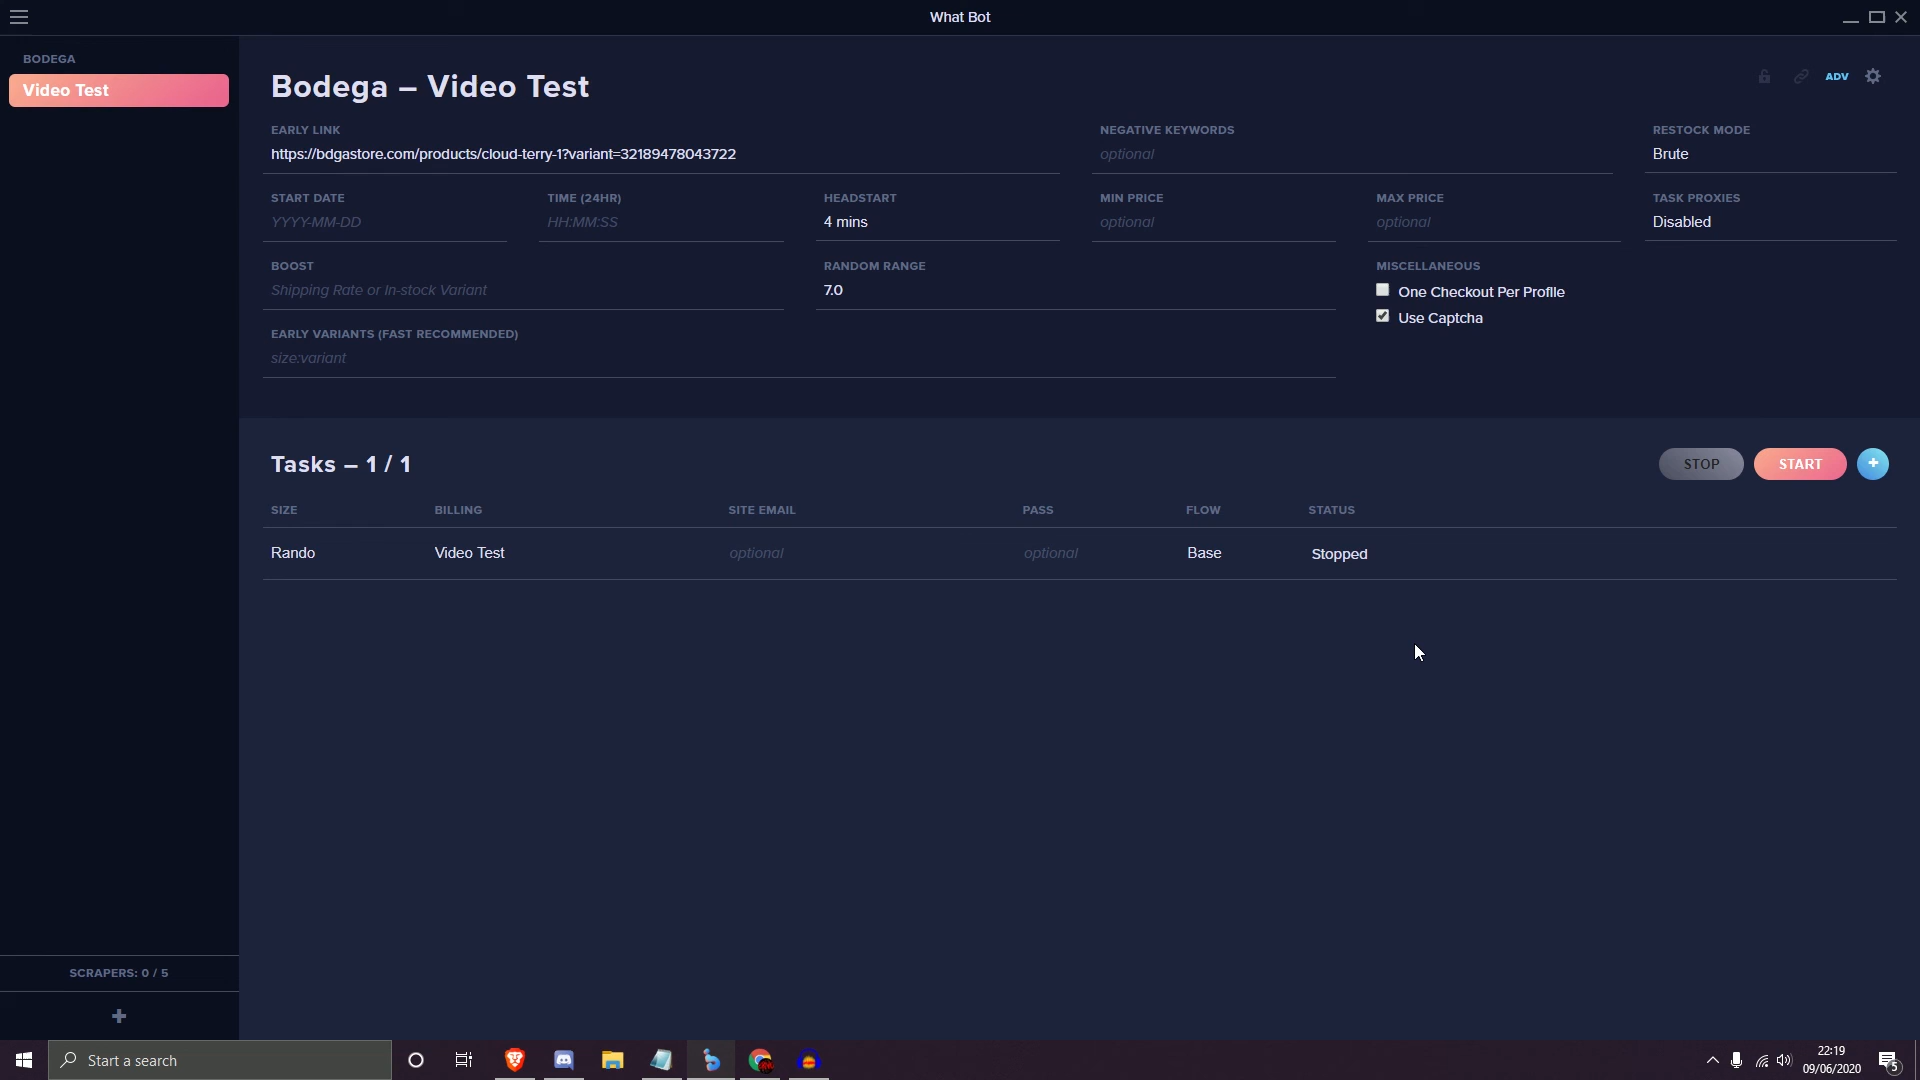 What Bot
BODEGA
Video Test
SCRAPERS: 0 / 5
+
Bodega – Video Test
ADV
EARLY LINK
https://bdgastore.com/products/cloud-terry-1?variant=32189478043722
NEGATIVE KEYWORDS
optional
RESTOCK MODE
Brute
START DATE
YYYY-MM-DD
TIME (24HR)
HH:MM:SS
HEADSTART
4 mins
MIN PRICE
optional
MAX PRICE
optional
TASK PROXIES
Disabled
BOOST
Shipping Rate or In-stock Variant
RANDOM RANGE
7.0
MISCELLANEOUS
One Checkout Per Profile
Use Captcha
EARLY VARIANTS (FAST RECOMMENDED)
size:variant
Tasks – 1 / 1
STOP
START
+
SIZE BILLING SITE EMAIL PASS FLOW STATUS
Rando Video Test optional optional Base Stopped
Start a search
22:19
09/06/2020
5